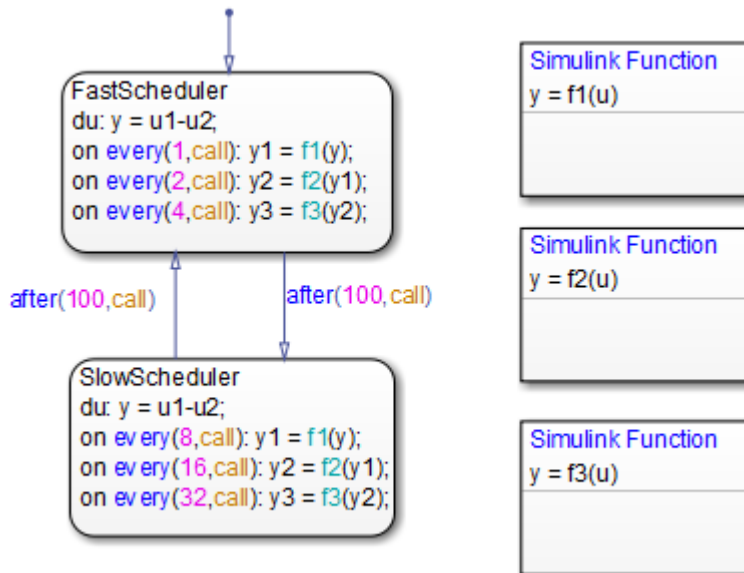 FastScheduler
du: y = u1-u2;
on every(1,call): y1 = f1(y);
on every(2,call): y2 = f2(y1);
on every(4,call): y3 = f3(y2);
after(100,call)
after(100,call)
SlowScheduler
du: y = u1-u2;
on every(8,call): y1 = f1(y);
on every(16,call): y2 = f2(y1);
on every(32,call): y3 = f3(y2);
Simulink Function
y = f1(u)
Simulink Function
y = f2(u)
Simulink Function
y = f3(u)